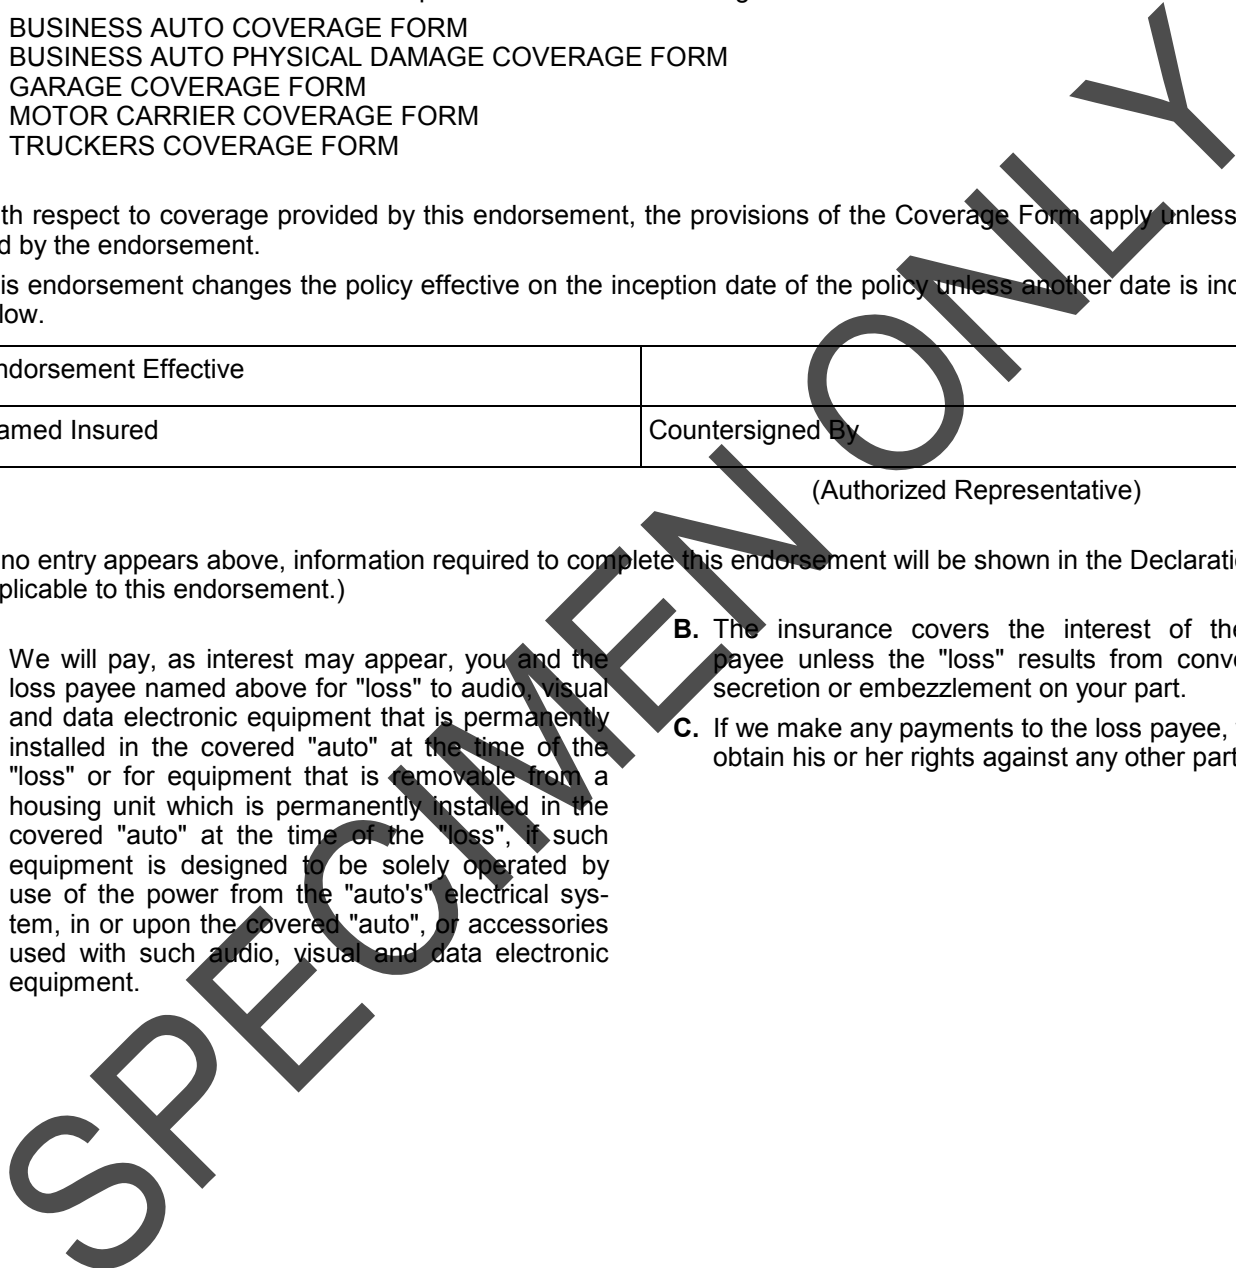 BUSINESS AUTO COVERAGE FORM
BUSINESS AUTO PHYSICAL DAMAGE COVERAGE FORM
GARAGE COVERAGE FORM
MOTOR CARRIER COVERAGE FORM
TRUCKERS COVERAGE FORM
th respect to coverage provided by this endorsement, the provisions of the Coverage Form apply unless
d by the endorsement.
is endorsement changes the policy effective on the inception date of the policy unless another date is inc
low.
ndorsement Effective
amed Insured
Countersigned By
(Authorized Representative)
no entry appears above, information required to complete this endorsement will be shown in the Declarati
plicable to this endorsement.)
We will pay, as interest may appear, you and the
loss payee named above for "loss" to audio, visual
and data electronic equipment that is permanently
installed in the covered "auto" at the time of the
"loss" or for equipment that is removable from a
housing unit which is permanently installed in the
covered "auto" at the time of the "loss", if such
equipment is designed to be solely operated by
use of the power from the "auto's" electrical sys-
tem, in or upon the covered "auto", or accessories
used with such audio, visual and data electronic
equipment.
B. The insurance covers the interest of the
payee unless the "loss" results from conve
secretion or embezzlement on your part.
C. If we make any payments to the loss payee,
obtain his or her rights against any other part
SPECIMEN ONLY